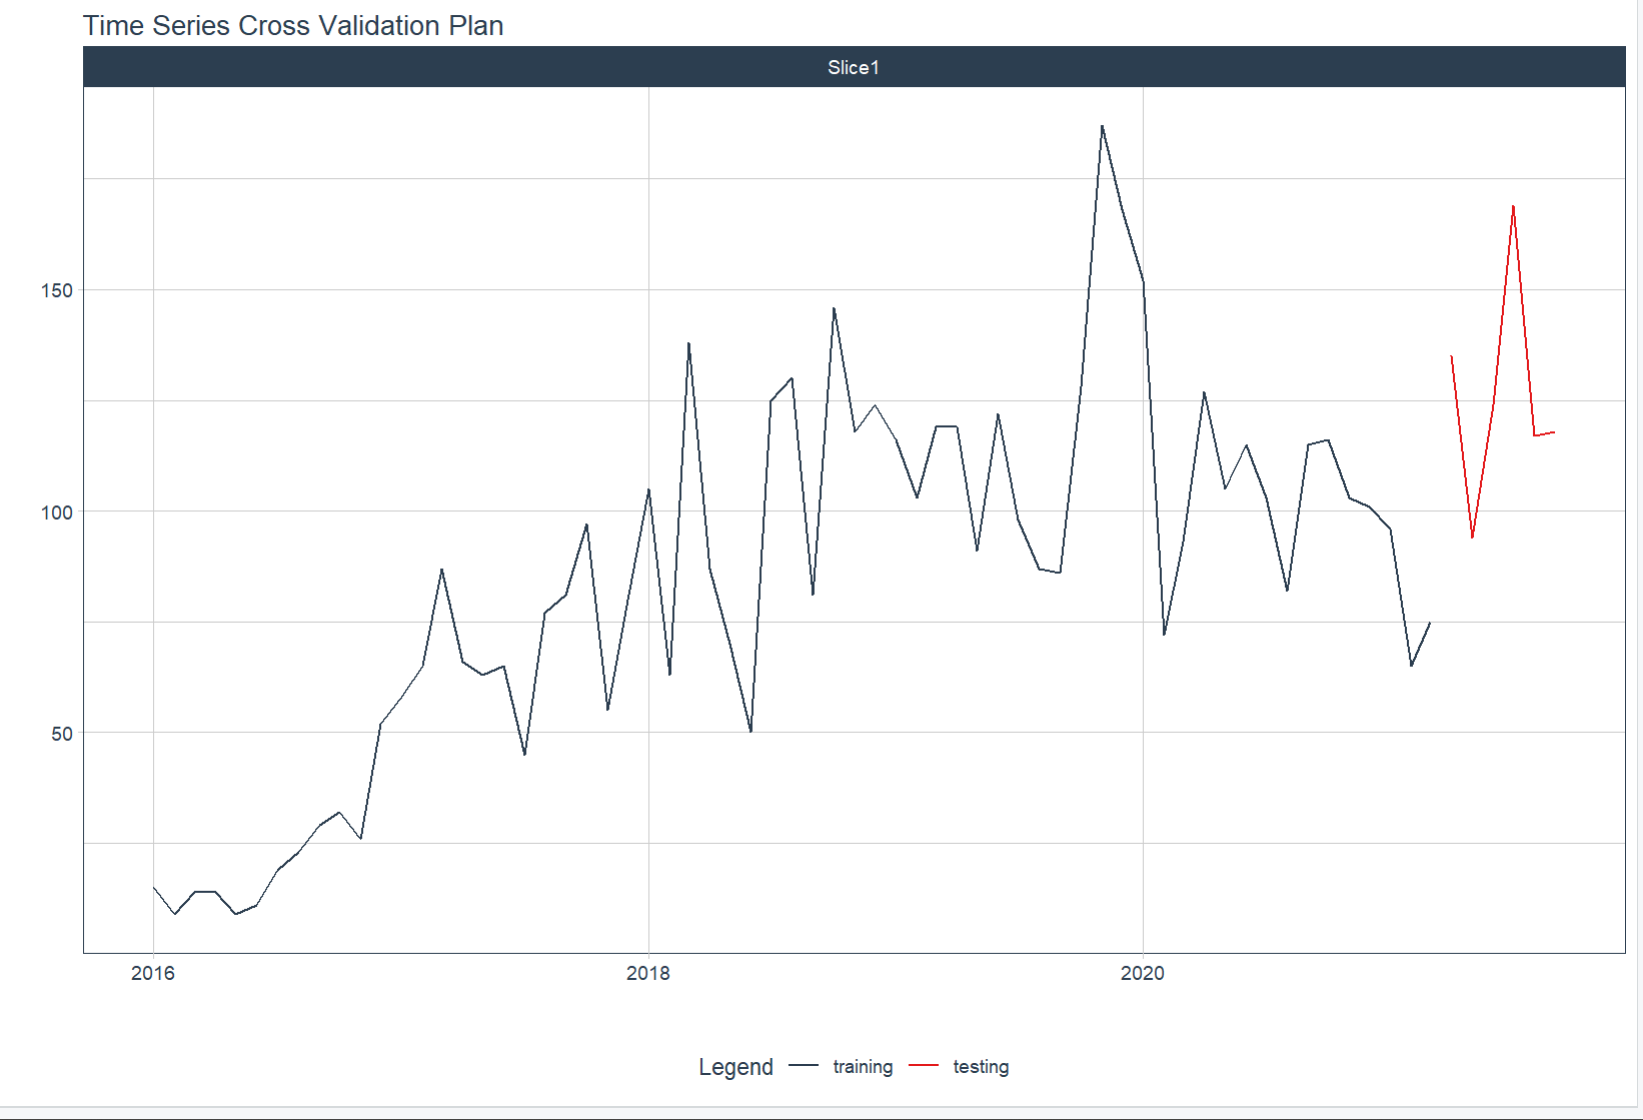 Time Series Cross Validation Plan
Slice1
150
100
50
2016 2018 2020
Legend training testing